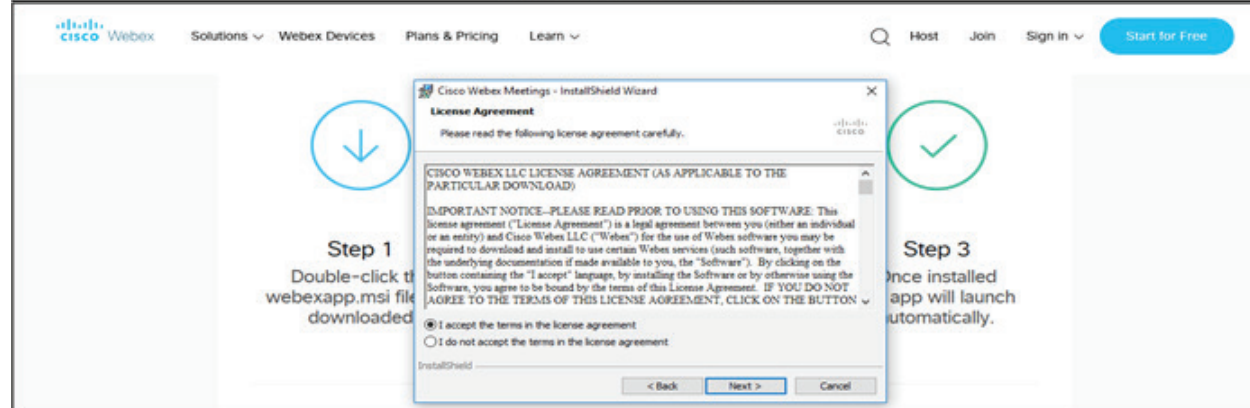 CISCO Webex Solutions Webex Devices Plans & Pricing Learn Host Join Sign in Start for Free
Cisco Webex Meetings - InstallShield Wizard
License Agreement
Please read the following license agreement carefully.
CISCO
CISCO WEBEX LLC LICENSE AGREEMENT (AS APPLICABLE TO THE
PARTICULAR DOWNLOAD)
IMPORTANT NOTICE--PLEASE READ PRIOR TO USING THIS SOFTWARE: This
license agreement ("License Agreement") is a legal agreement between you (either an individual
or an entity) and Cisco Webex LLC ("Webex") for the use of Webex software you may be
required to download and install to use certain Webex services (such software, together with
the underlying documentation if made available to you, the "Software"). By clicking on the
button containing the "I accept" language, by installing the Software or by otherwise using the
Software, you agree to be bound by the terms of this License Agreement. IF YOU DO NOT
AGREE TO THE TERMS OF THIS LICENSE AGREEMENT, CLICK ON THE BUTTON
I accept the terms in the license agreement
I do not accept the terms in the license agreement
InstallShield
< Back Next > Cancel
Step 1
Double-click
webexapp.msi
downloaded
Step 3
installed
app will launch